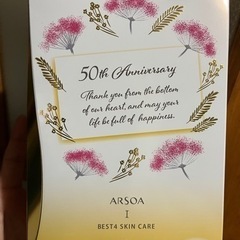 50th Anniversary
Thank you from the bottom
of our heart, and may your
life be full of happiness.
ARSOA
I
BEST4 SKIN CARE